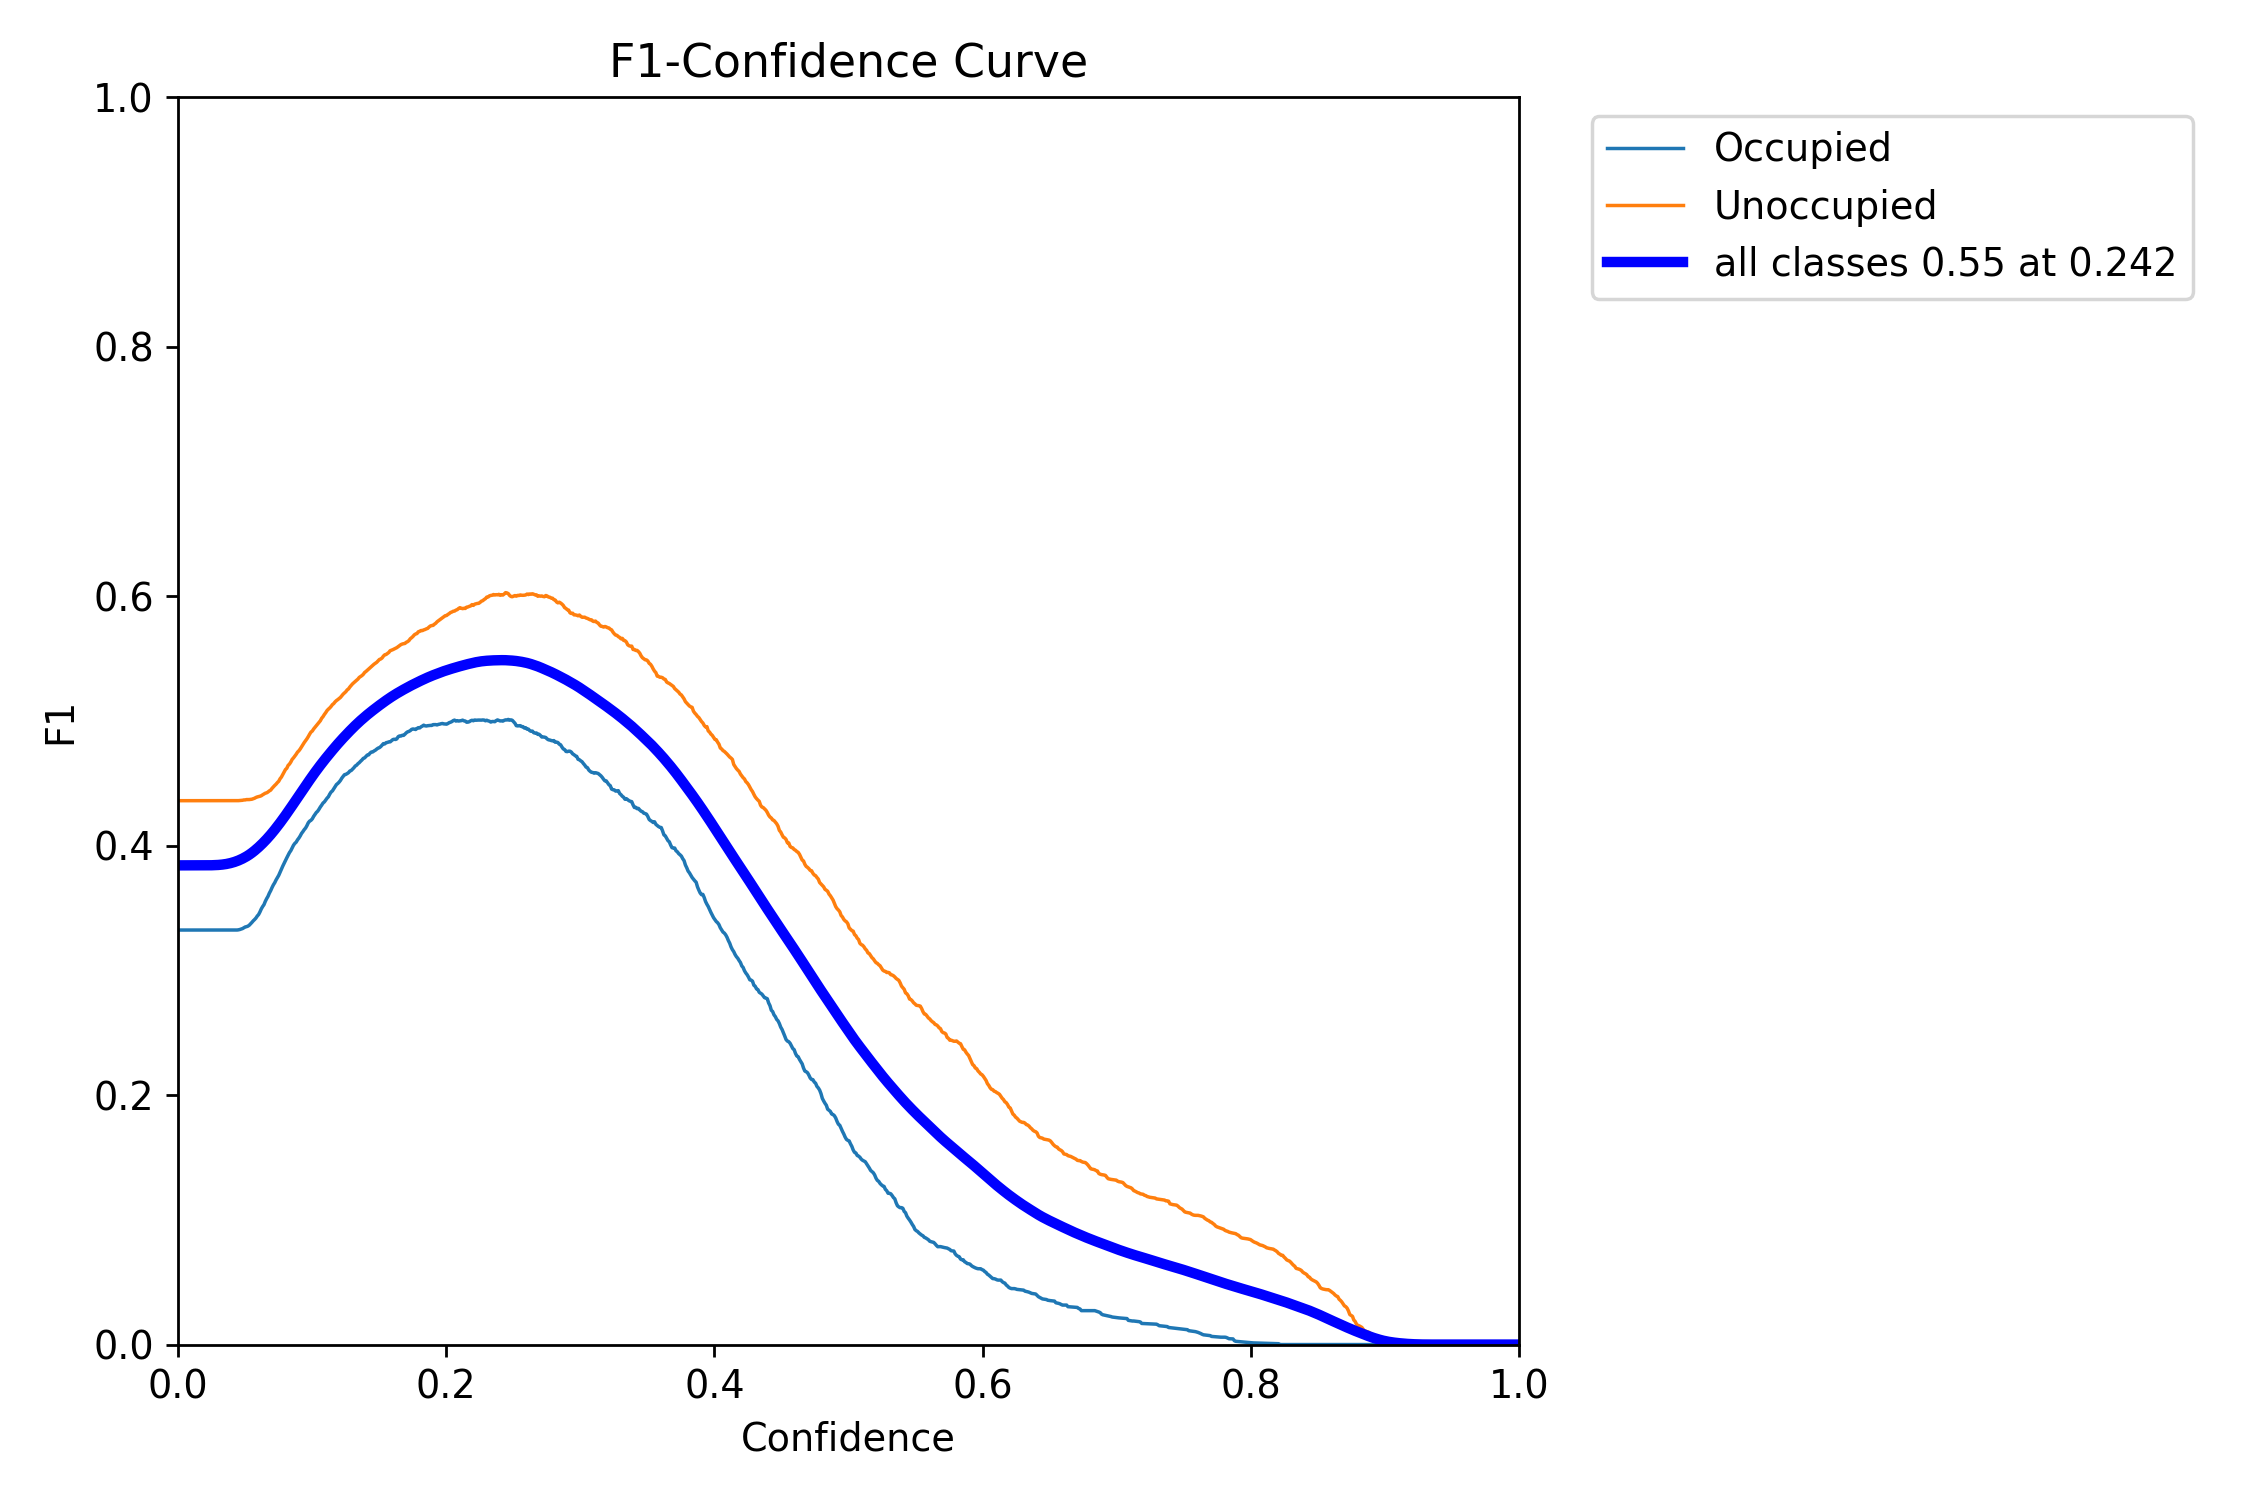 F1-Confidence Curve
1.0
0.8
0.6
0.4
0.2
0.0
F1
0.0 0.2 0.4 0.6 0.8 1.0
Confidence
Occupied
Unoccupied
all classes 0.55 at 0.242